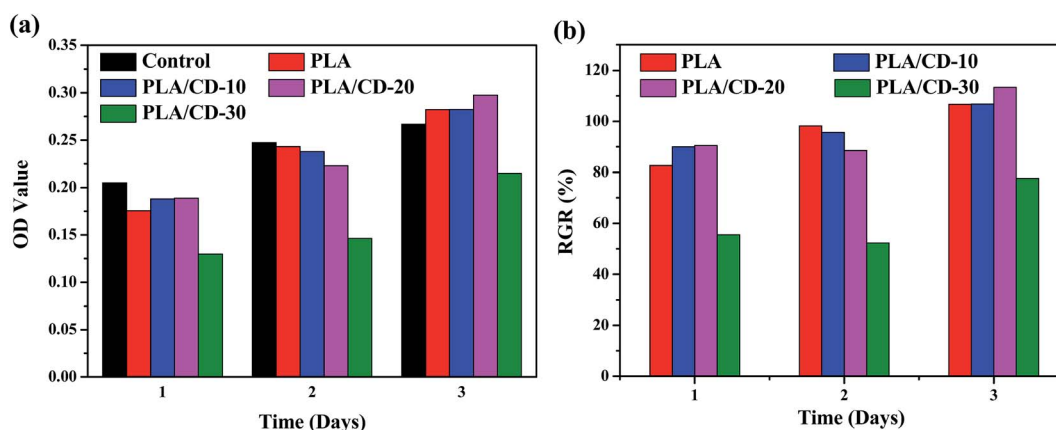 (a)
Control
PLA
PLA/CD-10
PLA/CD-20
PLA/CD-30
0.35
0.30
0.25
0.20
0.15
0.10
0.05
0.00
OD Value
1
2
3
Time (Days)
(b)
PLA
PLA/CD-10
PLA/CD-20
PLA/CD-30
120
100
80
60
40
20
0
RGR (%)
1
2
3
Time (Days)